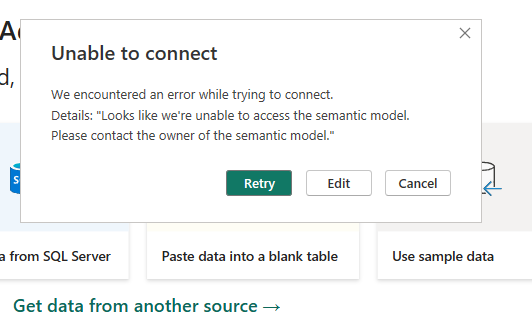 Unable to connect
We encountered an error while trying to connect.
Details: "Looks like we're unable to access the semantic model.
Please contact the owner of the semantic model."
Retry
Edit
Cancel
d,
a from SQL Server
Paste data into a blank table
Use sample data
Get data from another source →